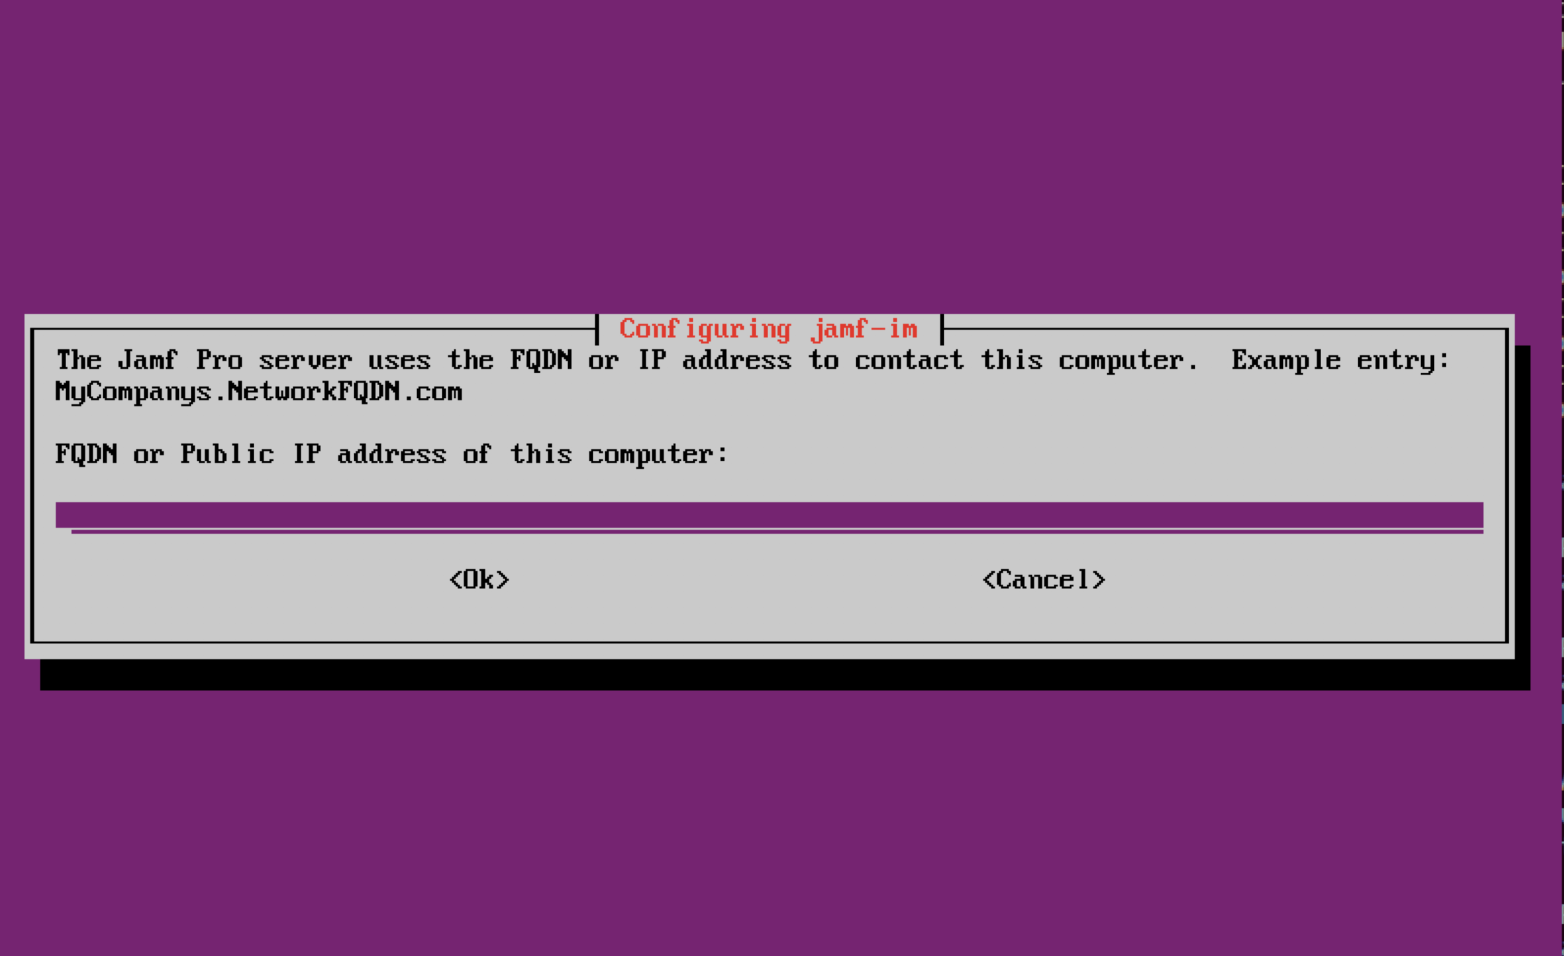 Configuring jamf-im
The Jamf Pro server uses the FQDN or IP address to contact this computer.  Example entry:
MyCompanys.NetworkFQDN.com
FQDN or Public IP address of this computer:
<Ok>
<Cancel>